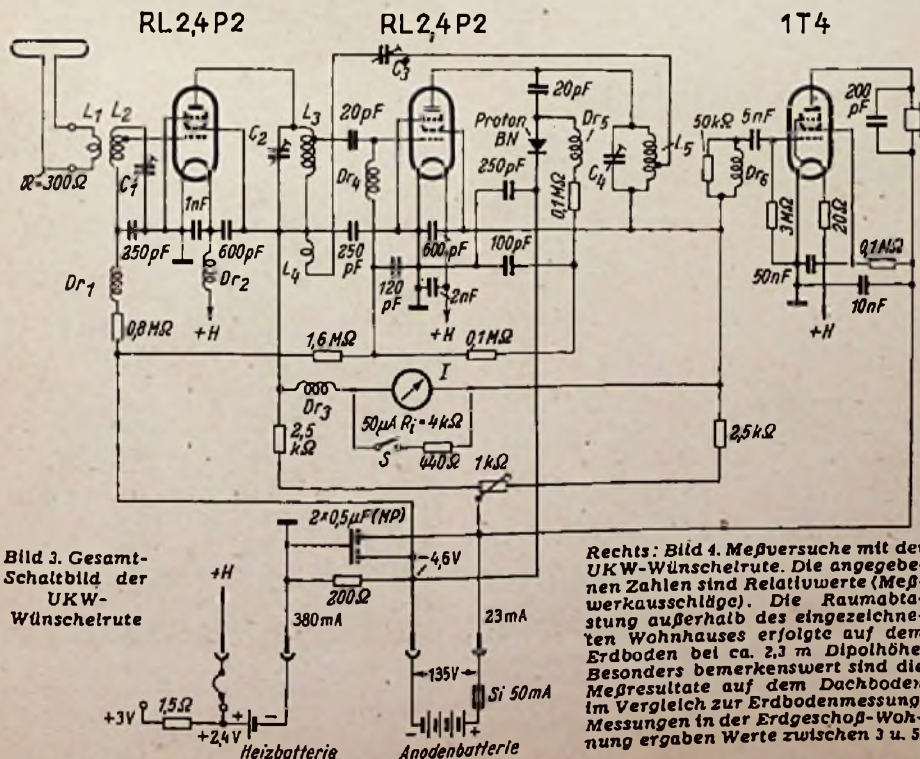 RL2,4P2 RL2,4P2 1T4
C3
L1 L2 L3 20pF 20pF 200 pF
Proton BN Dr5 L5 50kΩ 5nF
C1 C2 Dr4 250pF C4 Dr6
ℜ=300Ω 1nF 0,1MΩ 3MΩ 20Ω
250pF 600pF L4 250 pF 600pF 100pF 0,1MΩ
Dr1 Dr2 120 pF 2nF 50nF 10nF
+H +H +H
0,8MΩ 1,6MΩ 0,1MΩ
I
Dr3
50µA Ri=4kΩ
2,5 kΩ S 440Ω 2,5kΩ
1kΩ
2×0,5µF(MP)
-4,6V
200Ω
+H 380mA 23mA
-135V-
Si 50mA
1,5Ω
+3V + -
+2,4V - +
Heizbatterie Anodenbatterie
Bild 3. Gesamt-
Schaltbild der
UKW-
Wünschelrute
Rechts: Bild 4. Meßversuche mit der
UKW-Wünschelrute. Die angegebe-
nen Zahlen sind Relativwerte (Meß-
werkausschläge). Die Raumabta-
stung außerhalb des eingezeichne-
ten Wohnhauses erfolgte auf dem
Erdboden bei ca. 2,3 m Dipolhöhe
Besonders bemerkenswert sind die
Meßresultate auf dem Dachboden
im Vergleich zur Erdbodenmessung
Messungen in der Erdgeschoß-Woh-
nung ergaben Werte zwischen 3 u. 5